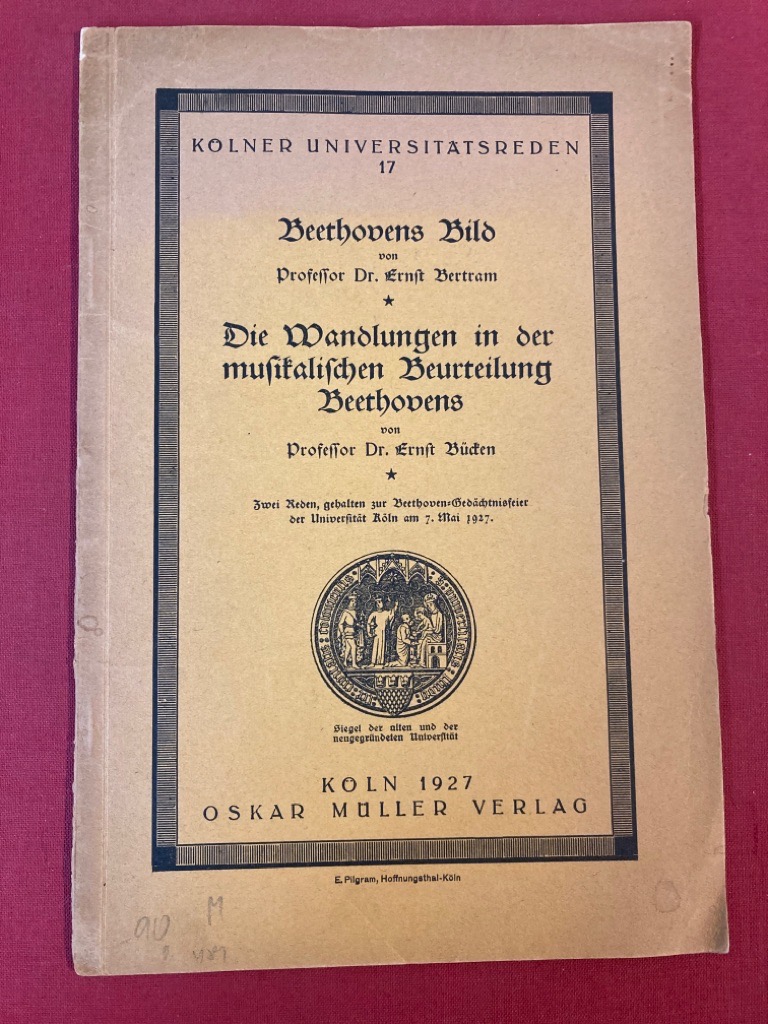 KÖLNER UNIVERSITÄTSREDEN
17
Beethovens Bild
von
Professor Dr. Ernst Bertram
Die Wandlungen in der
musikalischen Beurteilung
Beethovens
von
Professor Dr. Ernst Bücken
Zwei Reden, gehalten zur Beethoven-Gedächtnisfeier
der Universität Köln am 7. Mai 1927.
Siegel der alten und der
neugegründeten Universität
KÖLN 1927
OSKAR MÜLLER VERLAG
E. Pilgram, Hoffnungsthal-Köln
M